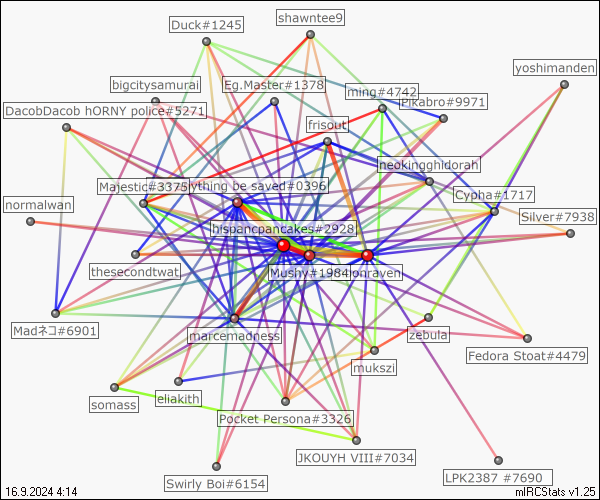 shawntee9
Duck#1245
yoshimanden
bigcitysamurai
Eg.Master#1378
ming#4742
Pikabro#9971
DacobDacob hORNY police#5271
frisout
neokingghidorah
Majestic#3375
ything be sayed#0396
Cypha#1717
normalwan
Silver#7938
hispancpancakes#2928
thesecondtwat
Mushy#1984
onraven
Madネコ#6901
marcemadness
zebula
Fedora Stoat#4479
mukszi
somass
eliakith
Pocket Persona#3326
JKOUYH VIII#7034
Swirly Boi#6154
LPK2387 #7690
16.9.2024 4:14
mIRCStats v1.25